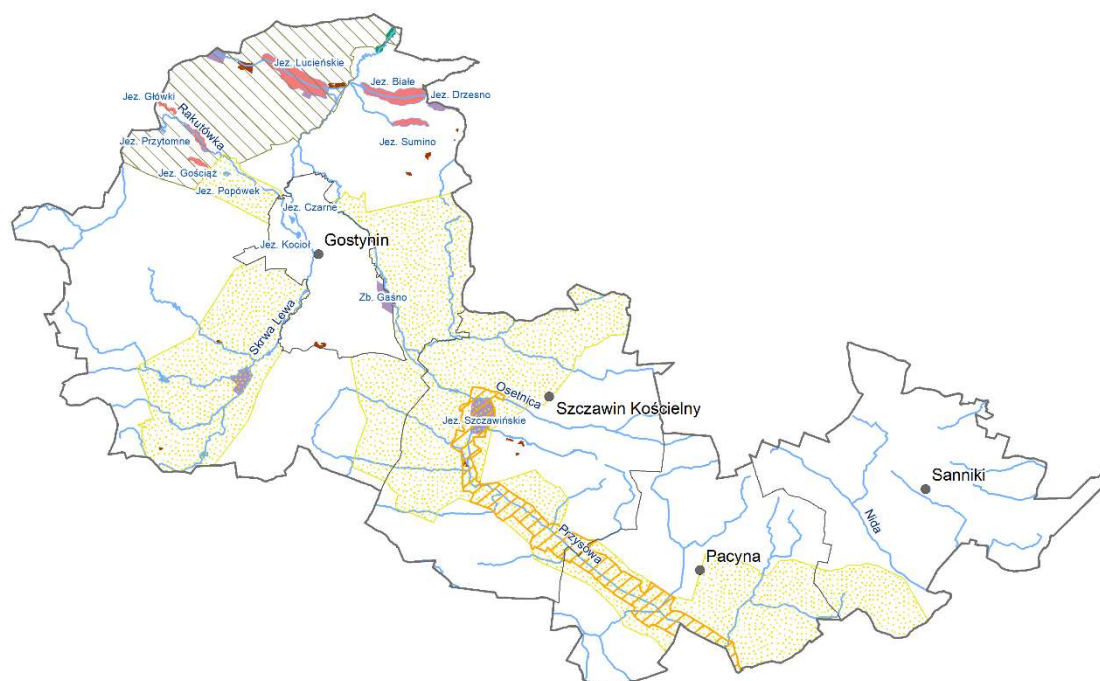 Jez. Lucieńskie
Jez. Białe
Jez. Drzesno
Jez. Główki
Rakutówka
Jez. Przytomne
Jez. Sumino
Jez. Gościąż
Jez. Popówek
Jez. Czarne
Jez. Kocioł
Gostynin
Zb. Gaśno
Skrwa Lewa
Osetnica
Szczawin Kościelny
Jez. Szczawińskie
Sanniki
Nida
Przysowa
Pacyna